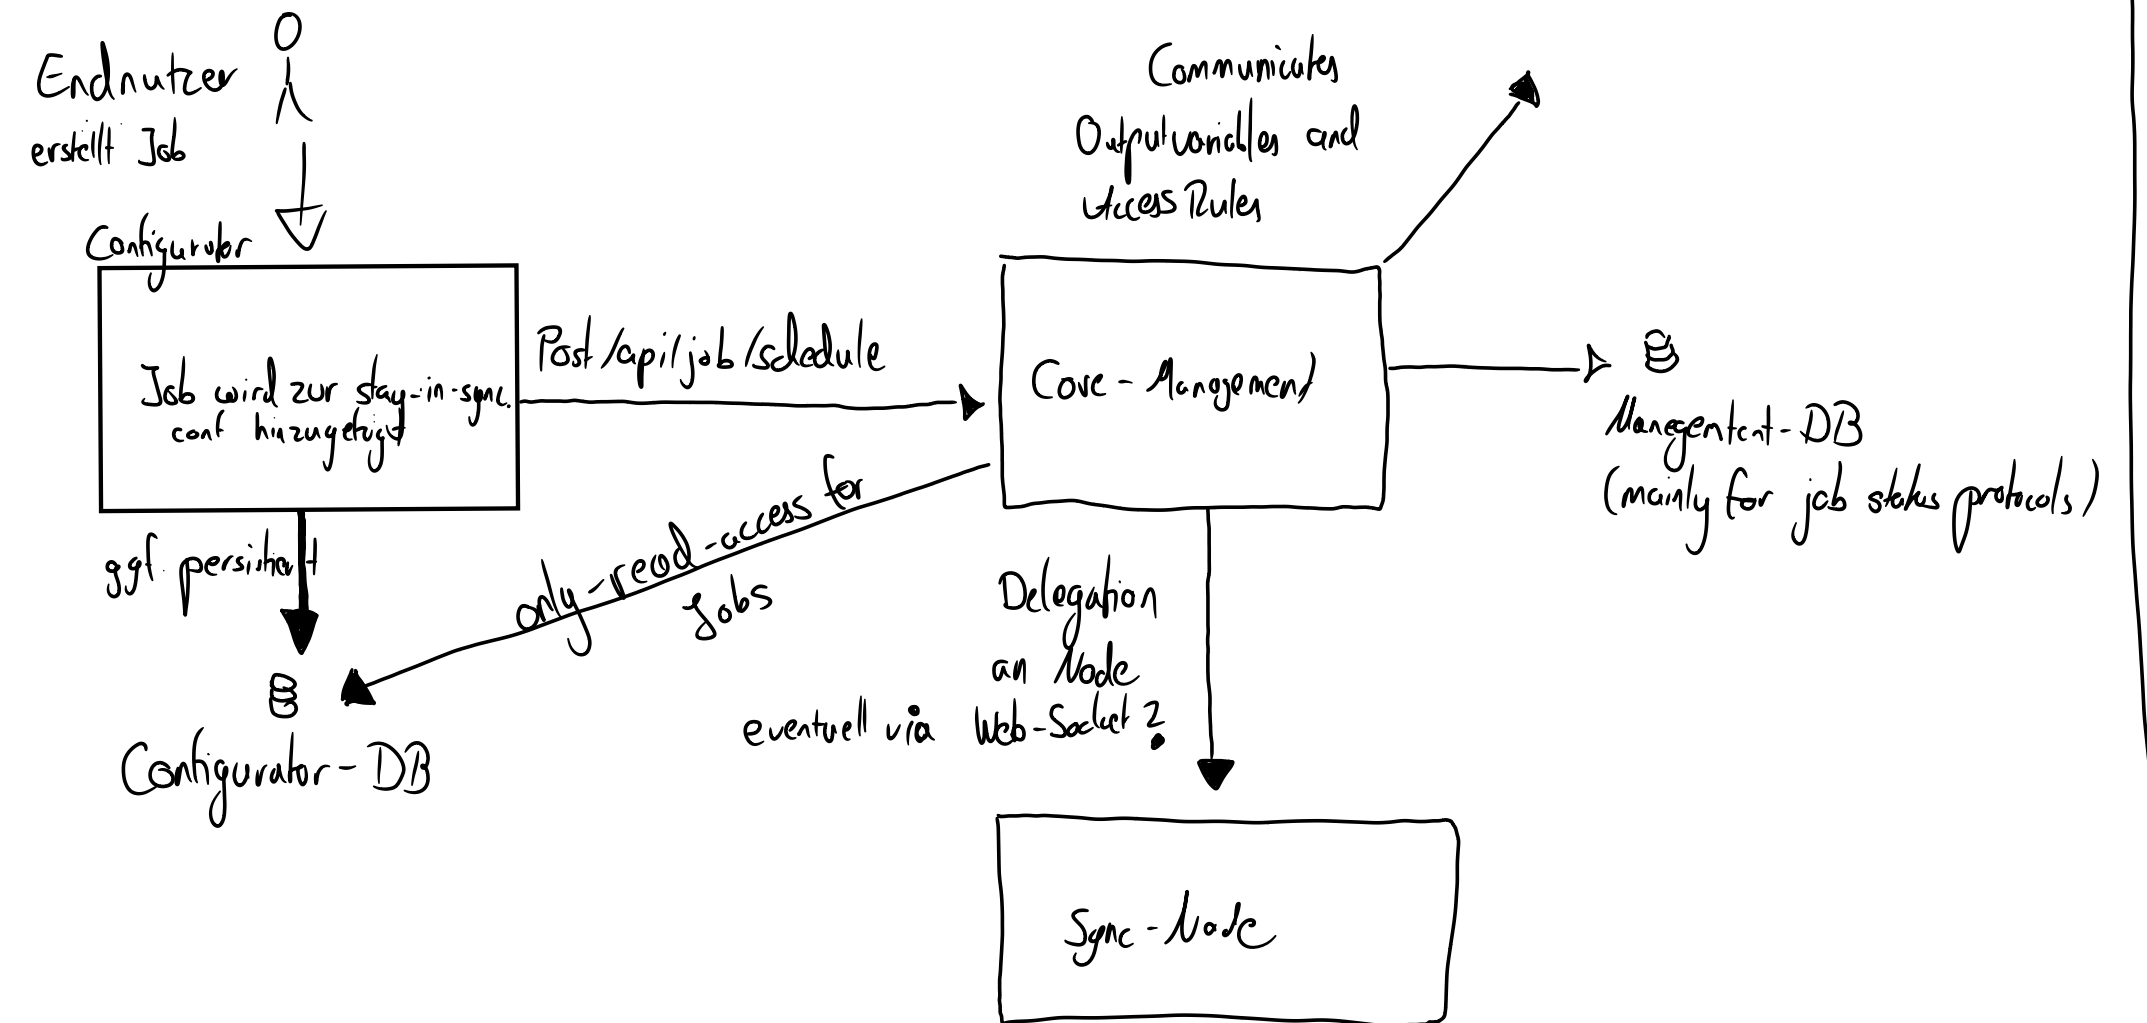 Endnutzer
erstellt Job
Configurator
Job wird zur stay-in-sync.
conf hinzugefügt
ggf. persistiert
Configurator-DB
Post/api/job/schedule
only-read-access for
Jobs
Communicates
Outputvariables and
Access Rules
Core-Management
Management-DB
(mainly for job status protocols)
Delegation
an Node
eventuell via Web-Socket?
Sync-Node